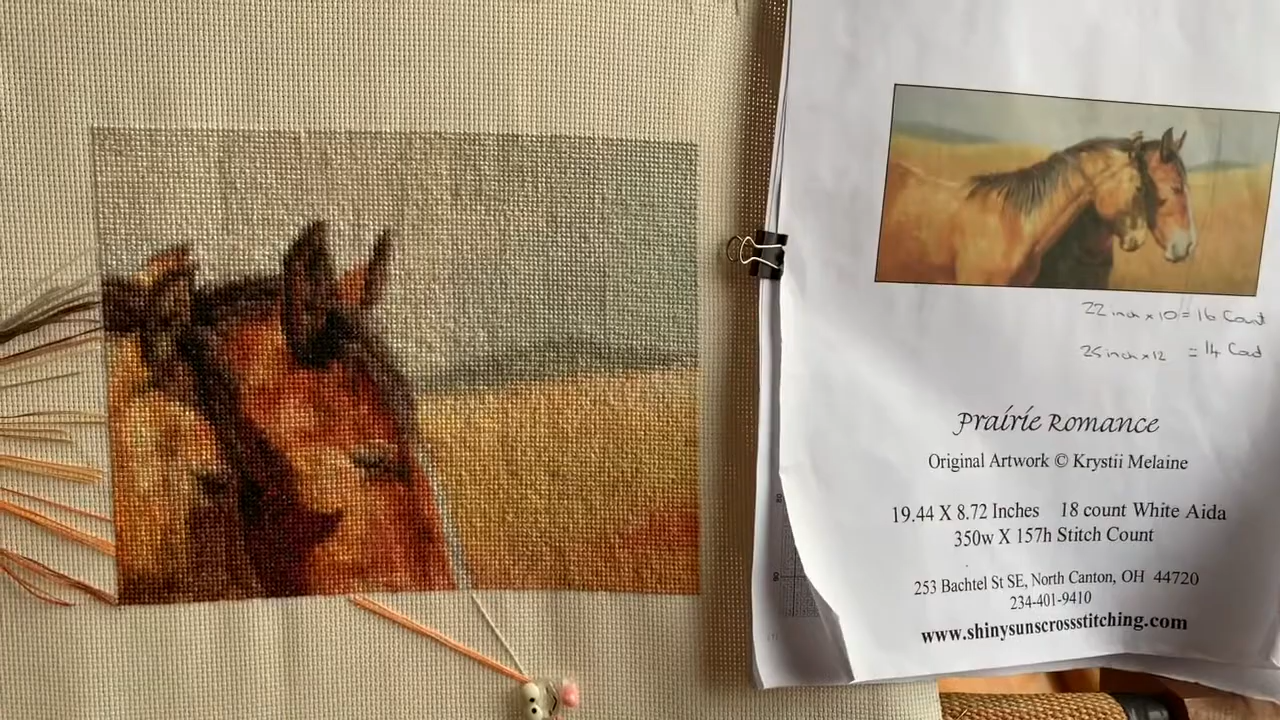 22 inch x 10 = 16 Count
25 inch x 12 = 14 Cout
Prairie Romance
Original Artwork © Krystii Melaine
19.44 X 8.72 Inches 18 count White Aida
350w X 157h Stitch Count
253 Bachtel St SE, North Canton, OH 44720
234-401-9410
www.shinysunscrossstitching.com